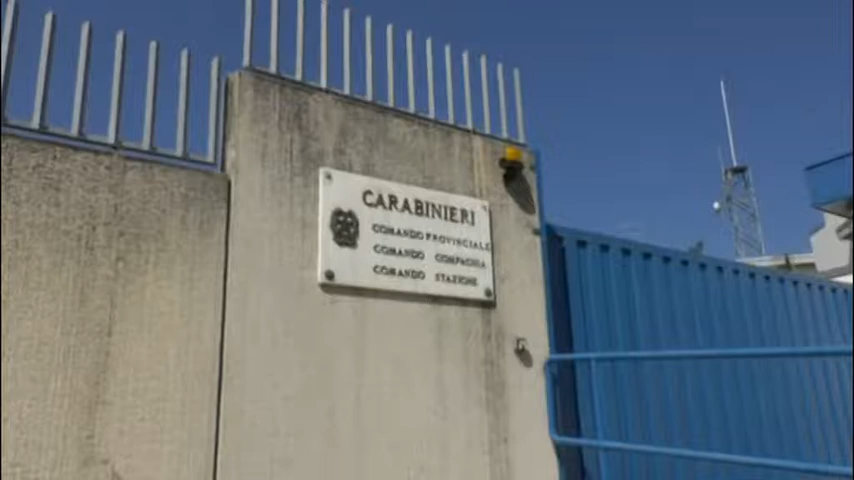 CARABINIERI
COMANDO PROVINCIALE
COMANDO COMPAGNIA
COMANDO STAZIONE